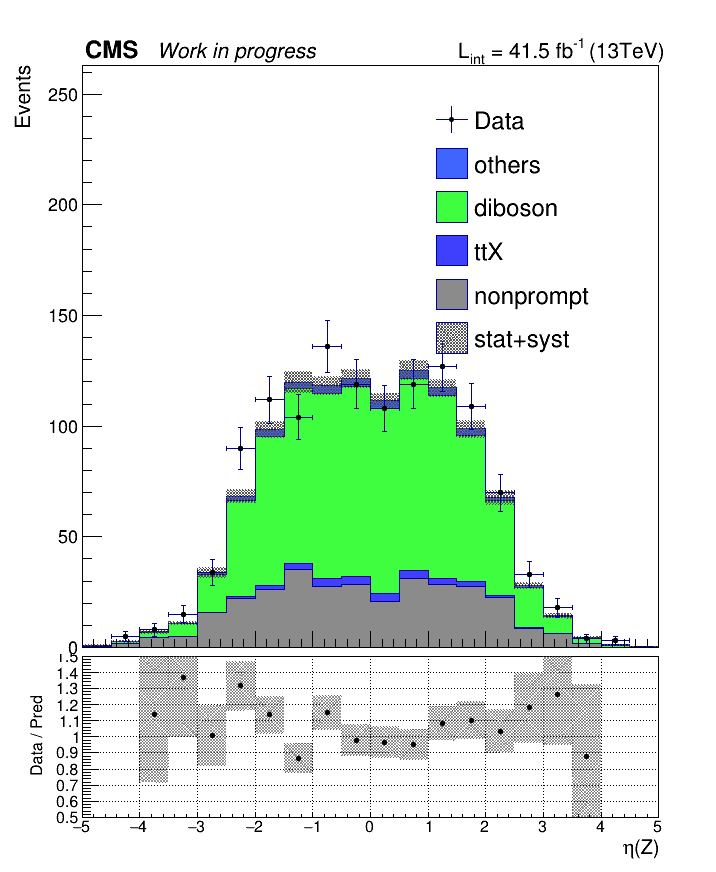 CMS Work in progress L_int = 41.5 fb⁻¹ (13TeV)
Events
250
200
150
100
50
0
Data
others
diboson
ttX
nonprompt
stat+syst
Data / Pred
1.5
1.4
1.3
1.2
1.1
1
0.9
0.8
0.7
0.6
0.5
−5 −4 −3 −2 −1 0 1 2 3 4 5
η(Z)